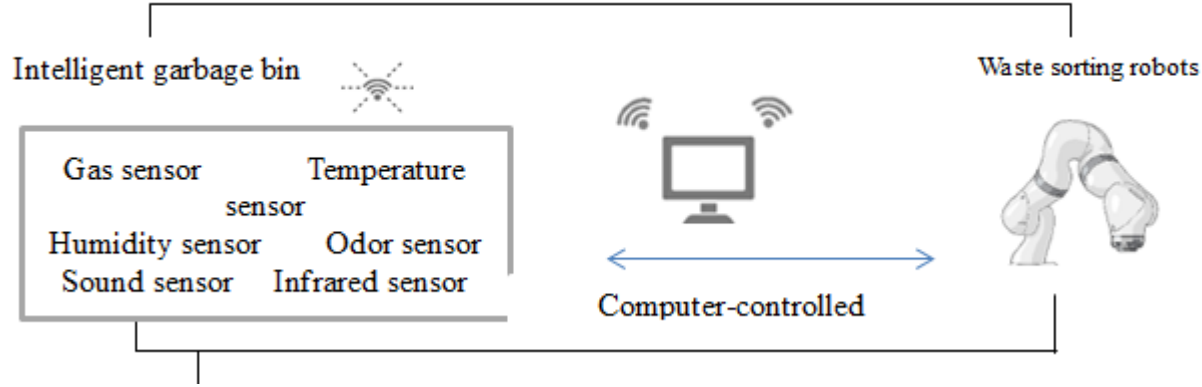 Intelligent garbage bin
Waste sorting robots
Gas sensor Temperature
sensor
Humidity sensor Odor sensor
Sound sensor Infrared sensor
Computer-controlled